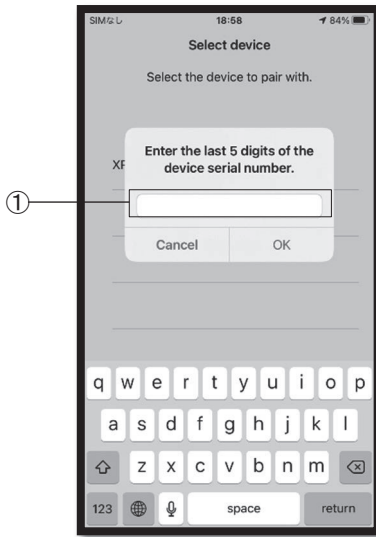 SIMなし 18:58 84%
Select device
Select the device to pair with.
Enter the last 5 digits of the
device serial number.
XP
①
Cancel OK
q w e r t y u i o p
a s d f g h j k l
z x c v b n m
123 space return